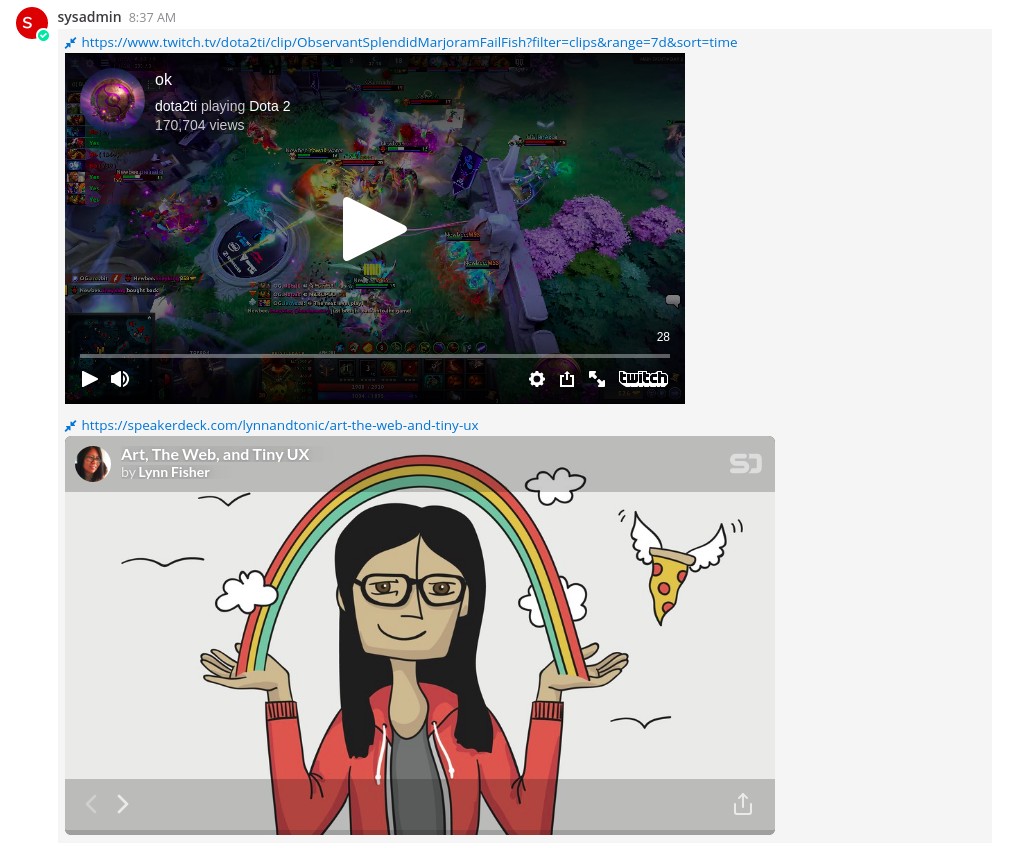 S
sysadmin 8:37 AM
https://www.twitch.tv/dota2ti/clip/ObservantSplendidMarjoramFailFish?filter=clips&range=7d&sort=time
ok
dota2ti playing Dota 2
170,704 views
28
twitch
https://speakerdeck.com/lynnandtonic/art-the-web-and-tiny-ux
Art, The Web, and Tiny UX
by Lynn Fisher